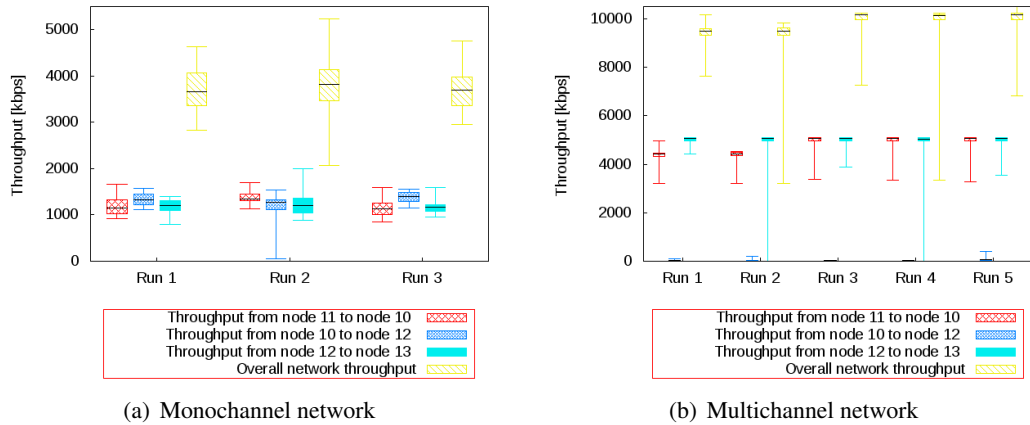 Throughput [kbps]
5000
4000
3000
2000
1000
0
Run 1 Run 2 Run 3
Throughput from node 11 to node 10
Throughput from node 10 to node 12
Throughput from node 12 to node 13
Overall network throughput
(a) Monochannel network
Throughput [kbps]
10000
8000
6000
4000
2000
0
Run 1 Run 2 Run 3 Run 4 Run 5
Throughput from node 11 to node 10
Throughput from node 10 to node 12
Throughput from node 12 to node 13
Overall network throughput
(b) Multichannel network